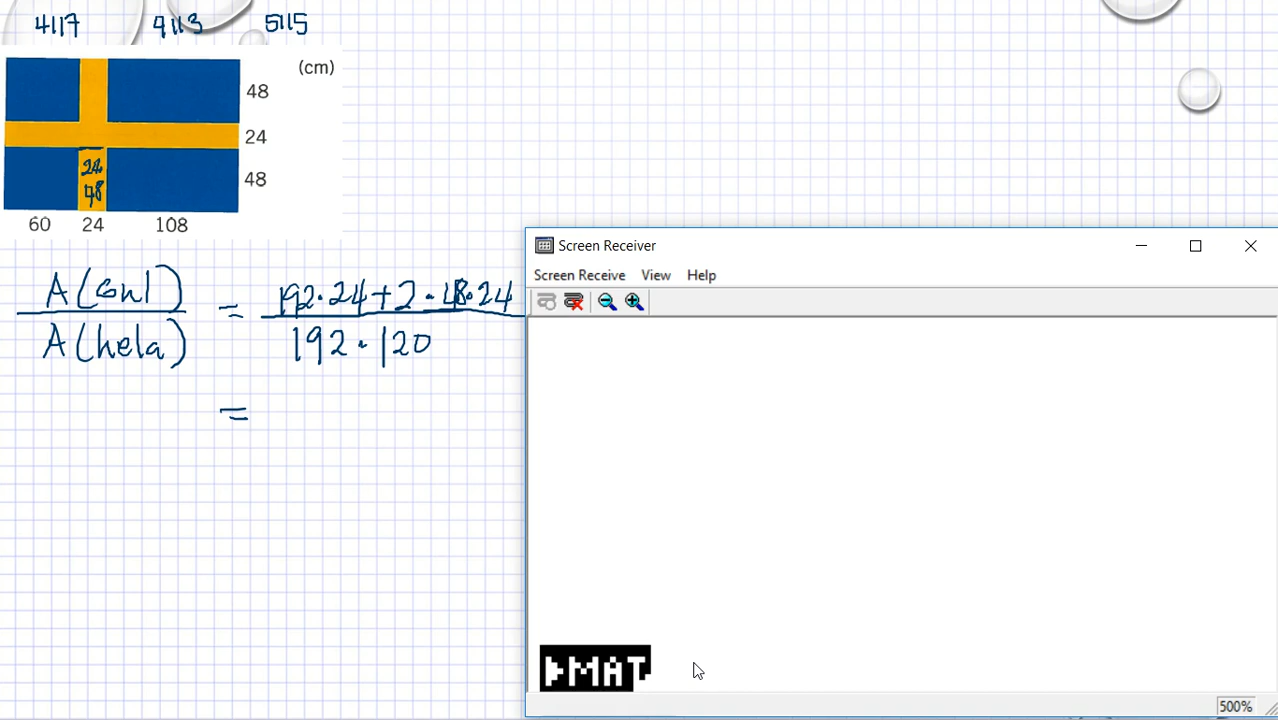 4117 4113 5115
(cm)
48
24
48
24
48
60 24 108
Screen Receiver
Screen Receive View Help
A(gul) = 192·24+2·48·24
A(hela) 192·120
=
▶MAT
500%